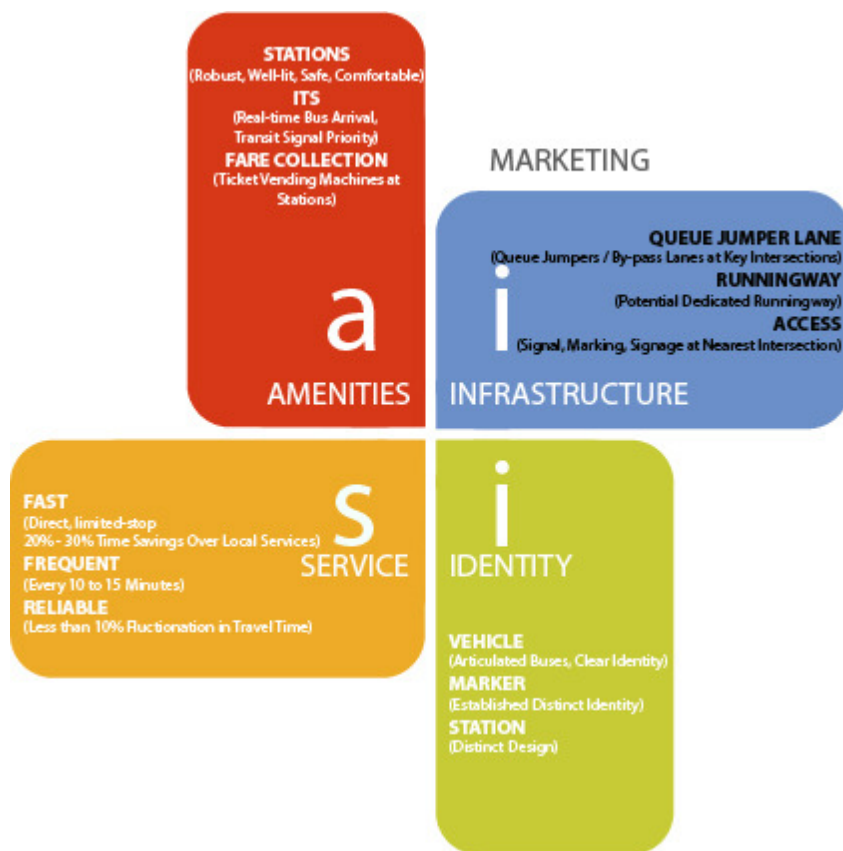 STATIONS
(Robust, Well-lit, Safe, Comfortable)
ITS
(Real-time Bus Arrival,
Transit Signal Priority)
FARE COLLECTION
(Ticket Vending Machines at
Stations)
a
AMENITIES
MARKETING
QUEUE JUMPER LANE
(Queue Jumpers / By-pass Lanes at Key Intersections)
RUNNINGWAY
(Potential Dedicated Runningway)
ACCESS
(Signal, Marking, Signage at Nearest Intersection)
i
INFRASTRUCTURE
FAST
(Direct, limited-stop
20% - 30% Time Savings Over Local Services)
FREQUENT
(Every 10 to 15 Minutes)
RELIABLE
(Less than 10% Fluctionation in Travel Time)
s
SERVICE
i
IDENTITY
VEHICLE
(Articulated Buses, Clear Identity)
MARKER
(Established Distinct Identity)
STATION
(Distinct Design)